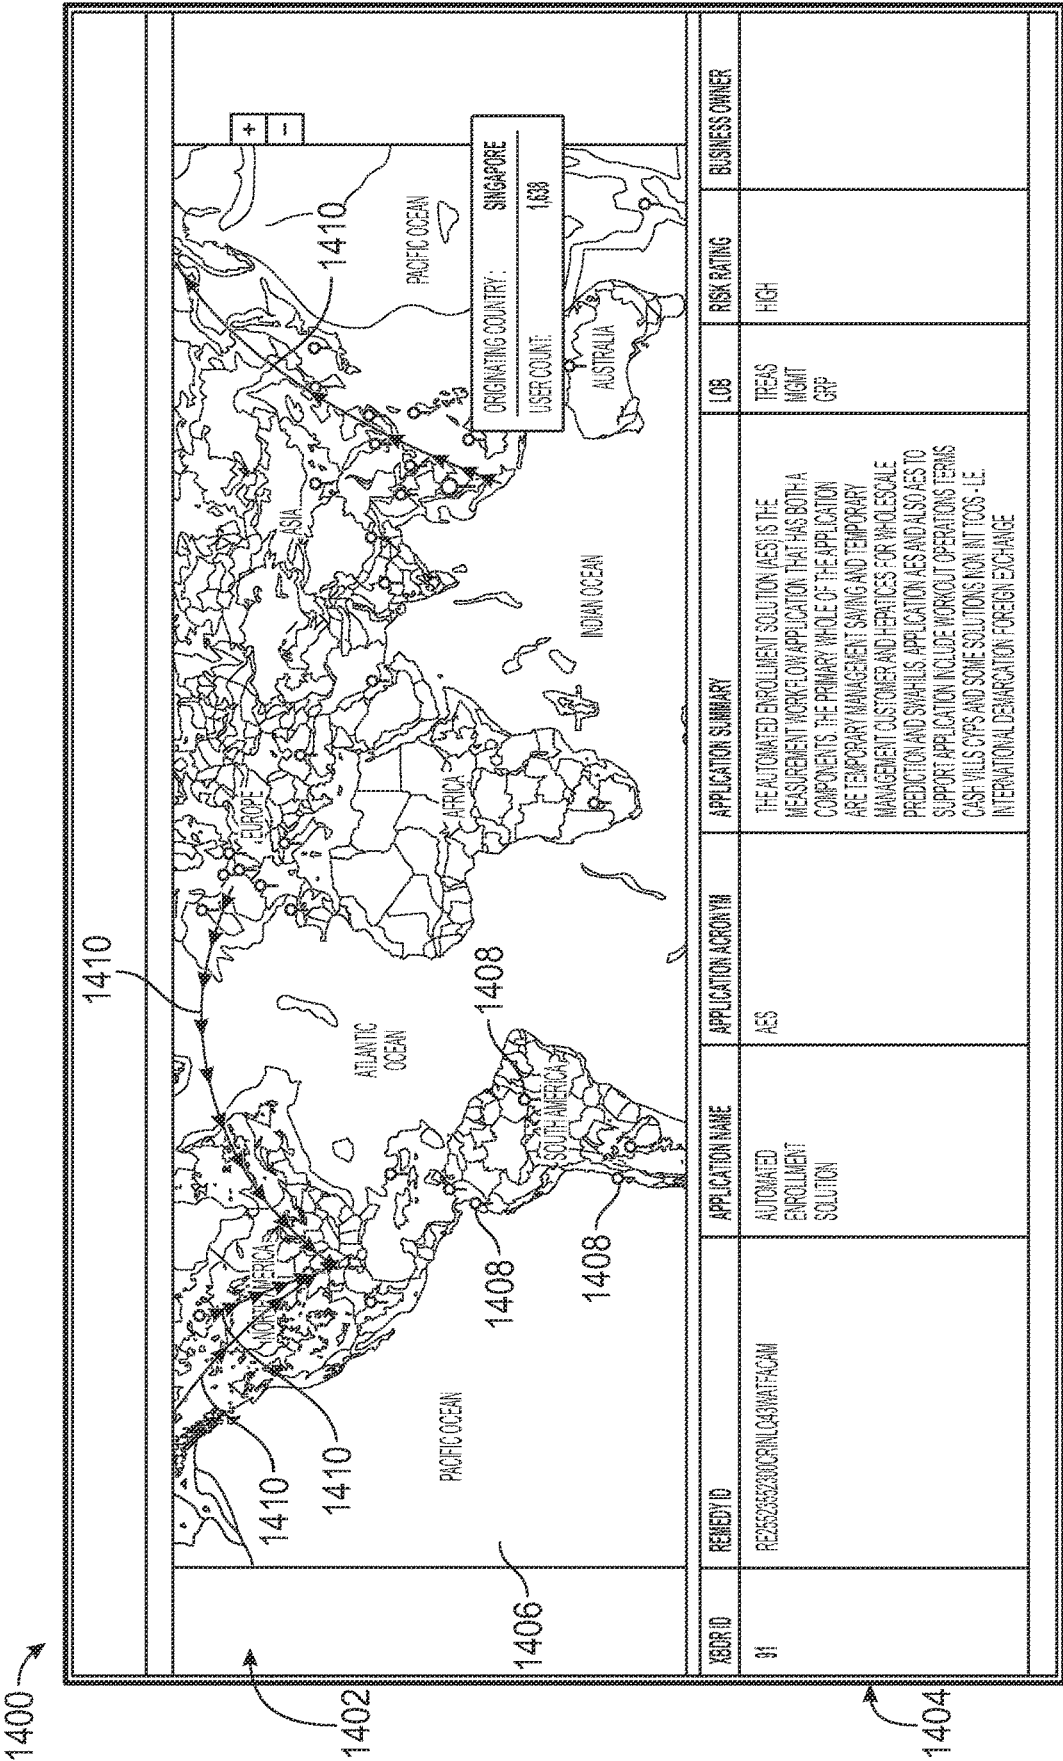 1400
1402
1404
1406
1410
1410
1410
1410
1408
1408
1408
NORTH AMERICA
ATLANTIC
OCEAN
EUROPE
ASIA
AFRICA
SOUTH AMERICA
PACIFIC OCEAN
PACIFIC OCEAN
INDIAN OCEAN
AUSTRALIA
+
-
ORIGINATING COUNTRY: SINGAPORE
USER COUNT: 1,638
XBDR ID
REMEDY ID
APPLICATION NAME
APPLICATION ACRONYM
APPLICATION SUMMARY
LOB
RISK RATING
BUSINESS OWNER
91
AUTOMATED
ENROLLMENT
SOLUTION
AES
THE AUTOMATED ENROLLMENT SOLUTION (AES) IS THE
MEASUREMENT WORKFLOW APPLICATION THAT HAS BOTH A
COMPONENTS. THE PRIMARY WHOLE OF THE APPLICATION
ARE TEMPORARY MANAGEMENT SAVING AND TEMPORARY
MANAGEMENT CUSTOMER AND HEPATICES FOR WHOLESCALE
PREDICTION AND SWAHILIS. APPLICATION AES AND ALSO AES TO
SUPPORT APPLICATION INCLUDE WORKOUT OPERATIONS TERMS
CASH VILLS CYPS AND SOME SOLUTIONS NON INT TCOS - I.E.
INTERNATIONAL DEMARCATION FOREIGN EXCHANGE
TREAS
MGMT
GRP
HIGH